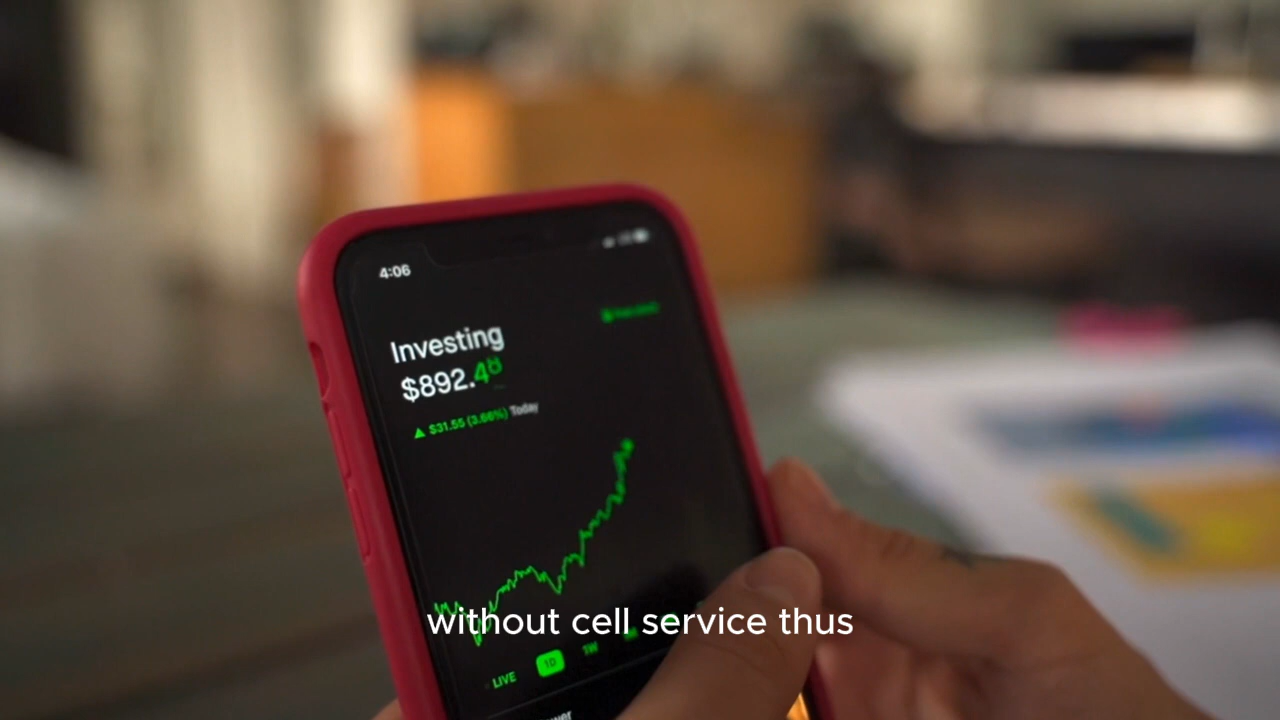 4:06
Investing
$892.4
▲ $31.55 (3.66%) Today
without cell service thus
LIVE 1D 1W